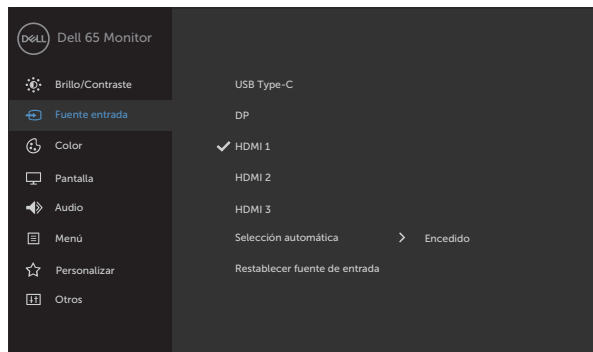 DELL
Dell 65 Monitor
Brillo/Contraste
Fuente entrada
Color
Pantalla
Audio
Menú
Personalizar
Otros
USB Type-C
DP
HDMI 1
HDMI 2
HDMI 3
Selección automática Encedido
Restablecer fuente de entrada